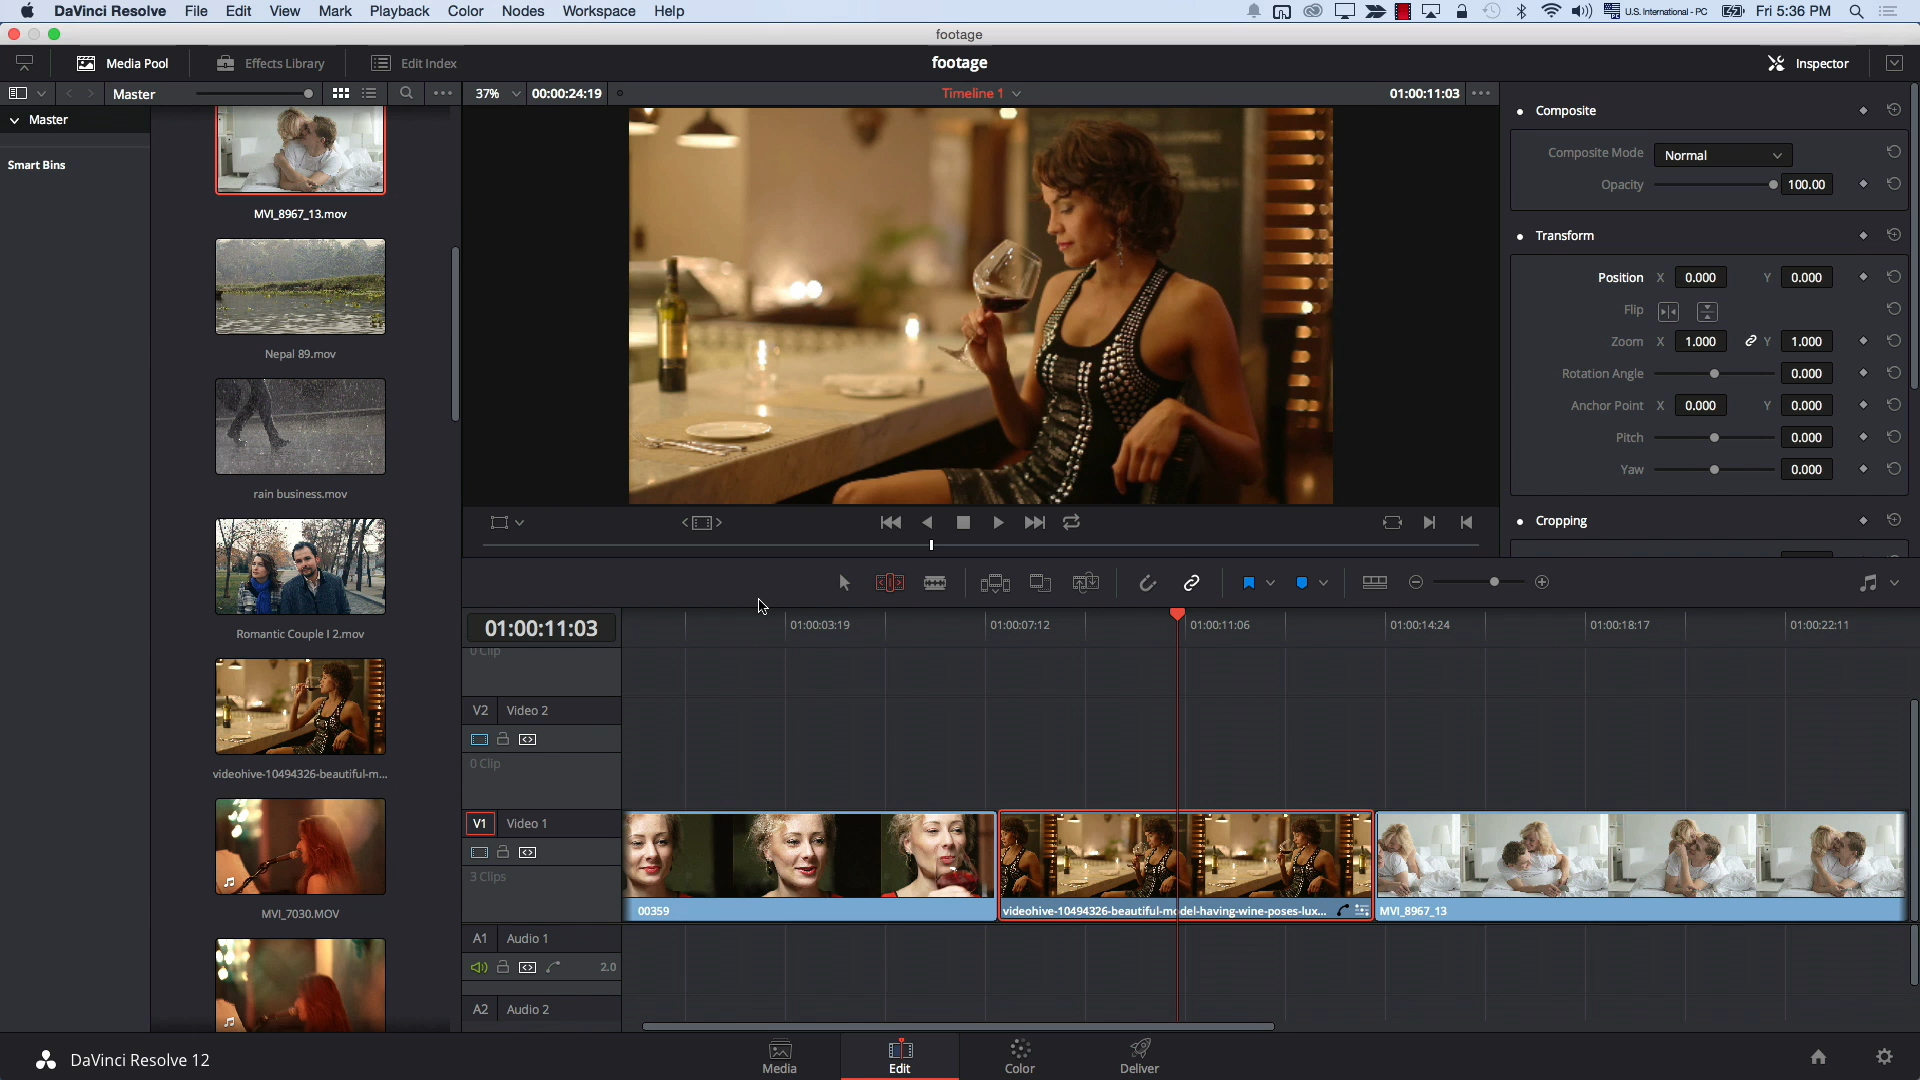 DaVinci Resolve File Edit View Mark Playback Color Nodes Workspace Help U.S. International - PC Fri 5:36 PM
footage
Media Pool Effects Library Edit Index footage Inspector
Master 37% 00:00:24:19 Timeline 1 01:00:11:03
Master
Smart Bins
MVI_8967_13.mov
Nepal 89.mov
rain business.mov
Romantic Couple I 2.mov
videohive-10494326-beautiful-m...
MVI_7030.MOV
Composite
Composite Mode Normal
Opacity 100.00
Transform
Position X 0.000 Y 0.000
Flip
Zoom X 1.000 Y 1.000
Rotation Angle 0.000
Anchor Point X 0.000 Y 0.000
Pitch 0.000
Yaw 0.000
Cropping
01:00:11:03 01:00:03:19 01:00:07:12 01:00:11:06 01:00:14:24 01:00:18:17 01:00:22:11
0 Clip
V2 Video 2
0 Clip
V1 Video 1
3 Clips
00359 videohive-10494326-beautiful-model-having-wine-poses-lux... MVI_8967_13
A1 Audio 1
2.0
A2 Audio 2
DaVinci Resolve 12 Media Edit Color Deliver